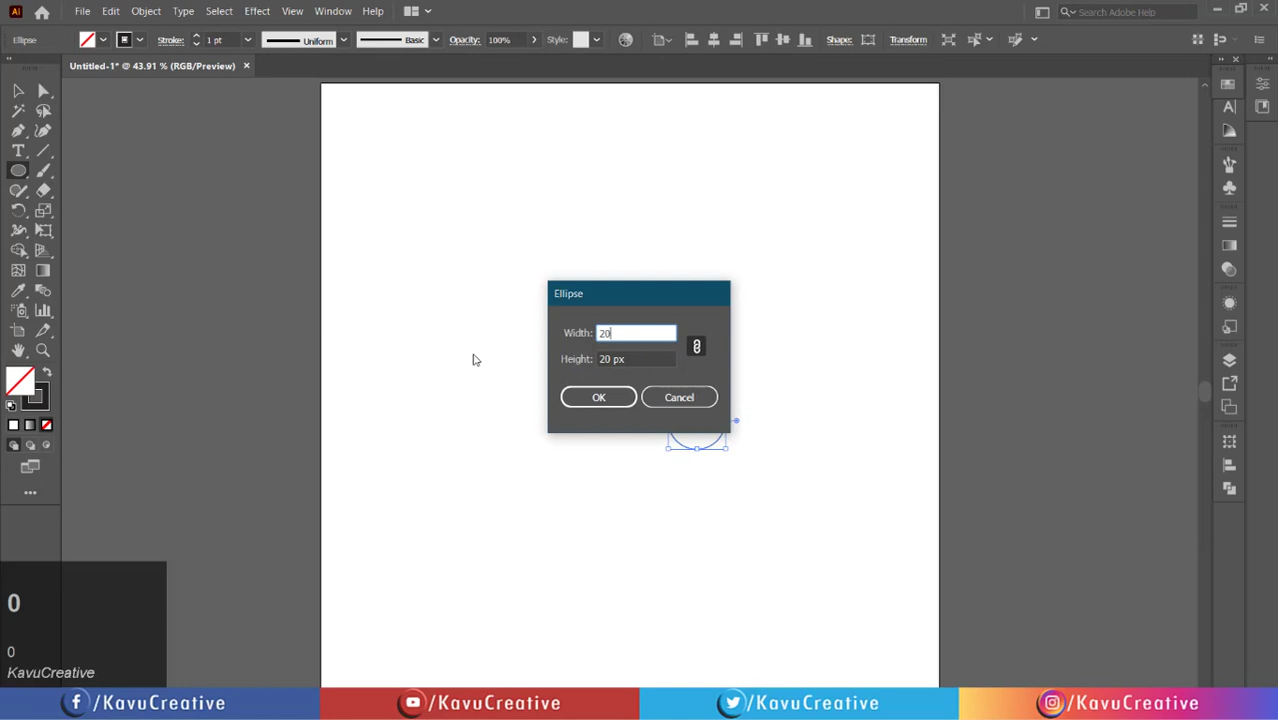 Ai File Edit Object Type Select Effect View Window Help Search Adobe Help
Ellipse Stroke: 1 pt Uniform Basic Opacity: 100% Style: Shape: Transform
Untitled-1* @ 43.91 % (RGB/Preview) ×
Ellipse
Width: 20
Height: 20 px
OK Cancel
0
0
KavuCreative
/KavuCreative /KavuCreative /KavuCreative /KavuCreative